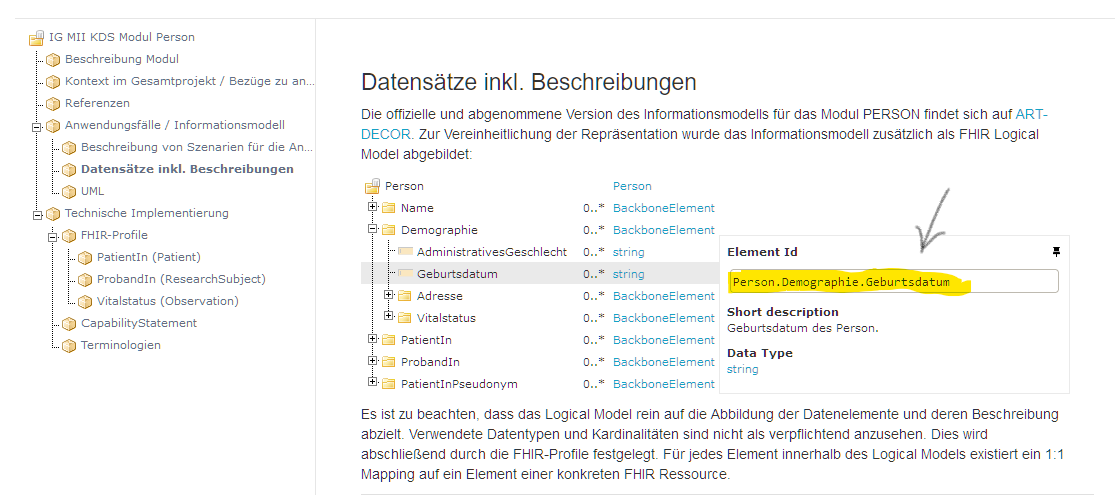 IG MII KDS Modul Person
Beschreibung Modul
Kontext im Gesamtprojekt / Bezüge zu an...
Referenzen
Anwendungsfälle / Informationsmodell
Beschreibung von Szenarien für die An...
Datensätze inkl. Beschreibungen
UML
Technische Implementierung
FHIR-Profile
PatientIn (Patient)
ProbandIn (ResearchSubject)
Vitalstatus (Observation)
CapabilityStatement
Terminologien
Datensätze inkl. Beschreibungen
Die offizielle und abgenommene Version des Informationsmodells für das Modul PERSON findet sich auf ART-
DECOR. Zur Vereinheitlichung der Repräsentation wurde das Informationsmodell zusätzlich als FHIR Logical
Model abgebildet:
Person Person
Name 0..* BackboneElement
Demographie 0..* BackboneElement
AdministrativesGeschlecht 0..* string
Geburtsdatum 0..* string
Adresse 0..* BackboneElement
Vitalstatus 0..* BackboneElement
PatientIn 0..* BackboneElement
ProbandIn 0..* BackboneElement
PatientInPseudonym 0..* BackboneElement
Element Id
Person.Demographie.Geburtsdatum
Short description
Geburtsdatum des Person.
Data Type
string
Es ist zu beachten, dass das Logical Model rein auf die Abbildung der Datenelemente und deren Beschreibung
abzielt. Verwendete Datentypen und Kardinalitäten sind nicht als verpflichtend anzusehen. Dies wird
abschließend durch die FHIR-Profile festgelegt. Für jedes Element innerhalb des Logical Models existiert ein 1:1
Mapping auf ein Element einer konkreten FHIR Ressource.